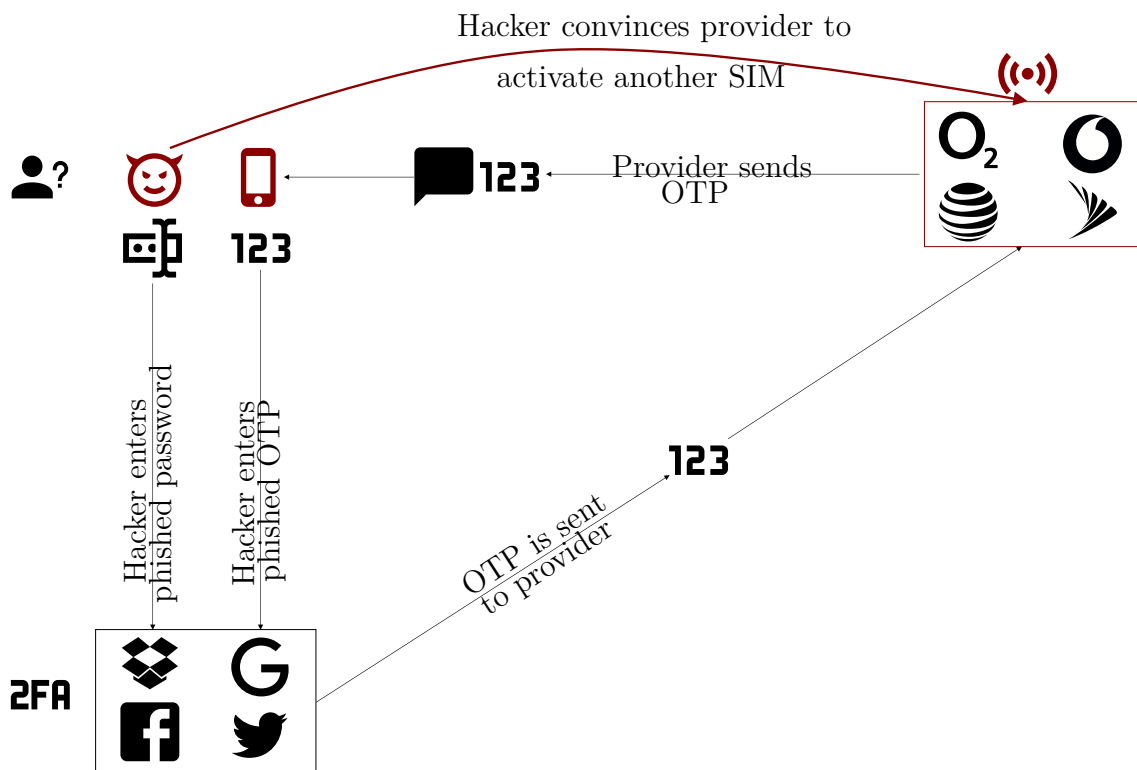 Hacker convinces provider to
activate another SIM
O2
?
123
Provider sends
OTP
123
Hacker enters
phished password
Hacker enters
phished OTP
123
OTP is sent
to provider
2FA
G
f